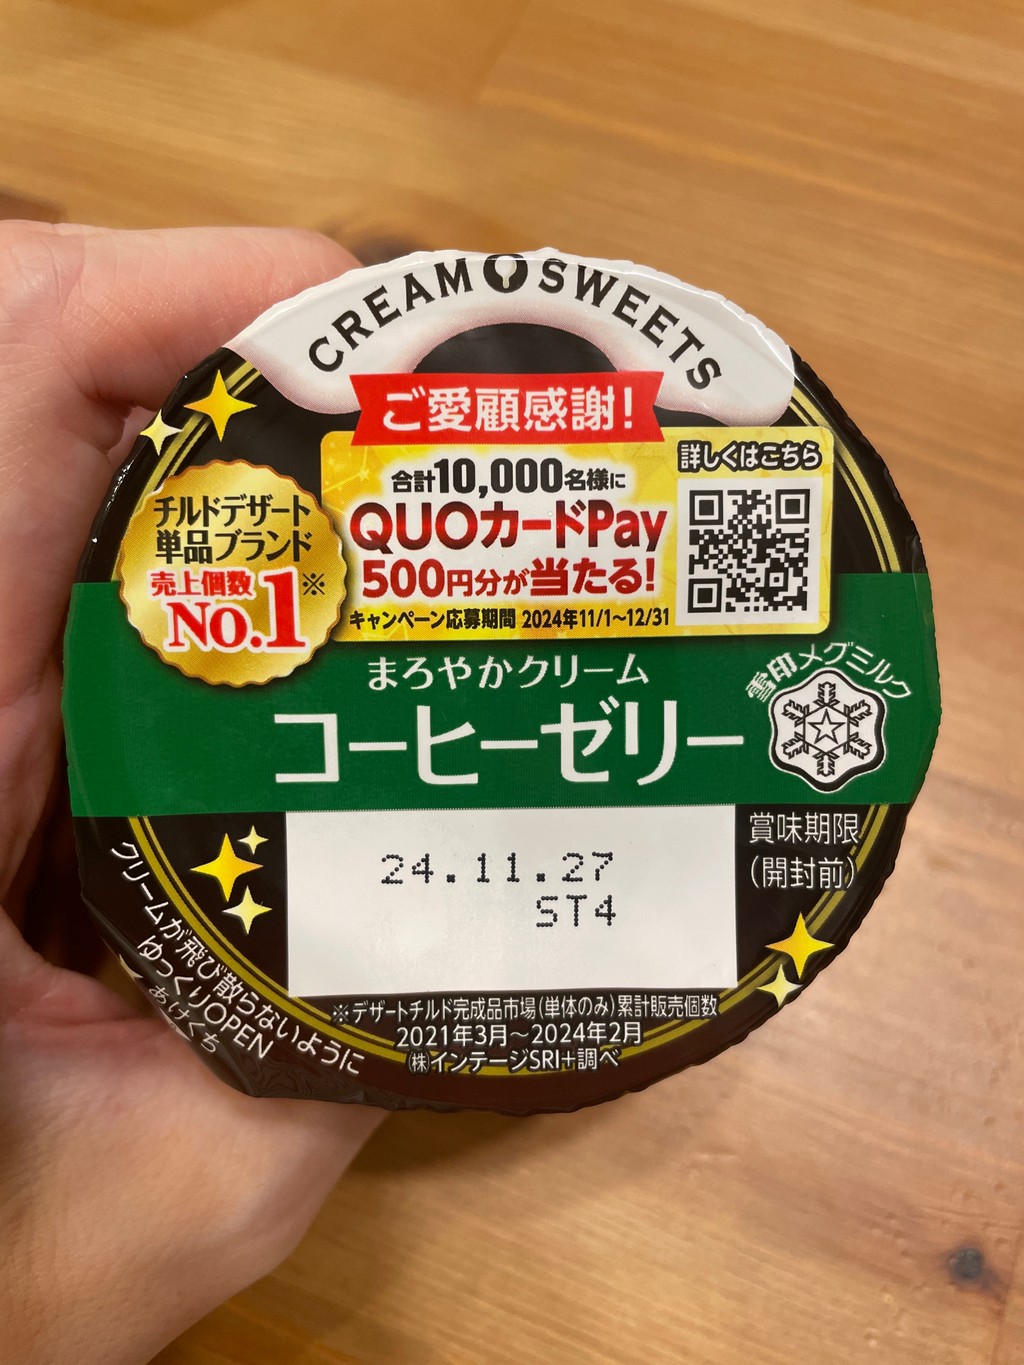 CREAM SWEETS
ご愛顧感謝!
合計10,000名様に
QUOカードPay
500円分が当たる!
キャンペーン応募期間 2024年11/1~12/31
詳しくはこちら
チルドデザート
単品ブランド
売上個数※
No.1
まろやかクリーム
コーヒーゼリー
雪印メグミルク
賞味期限
(開封前)
24.11.27
ST4
クリームが飛び散らないように
ゆっくりOPEN
あけくち
※デザートチルド完成品市場(単体のみ)累計販売個数
2021年3月~2024年2月
㈱インテージSRI+調べ